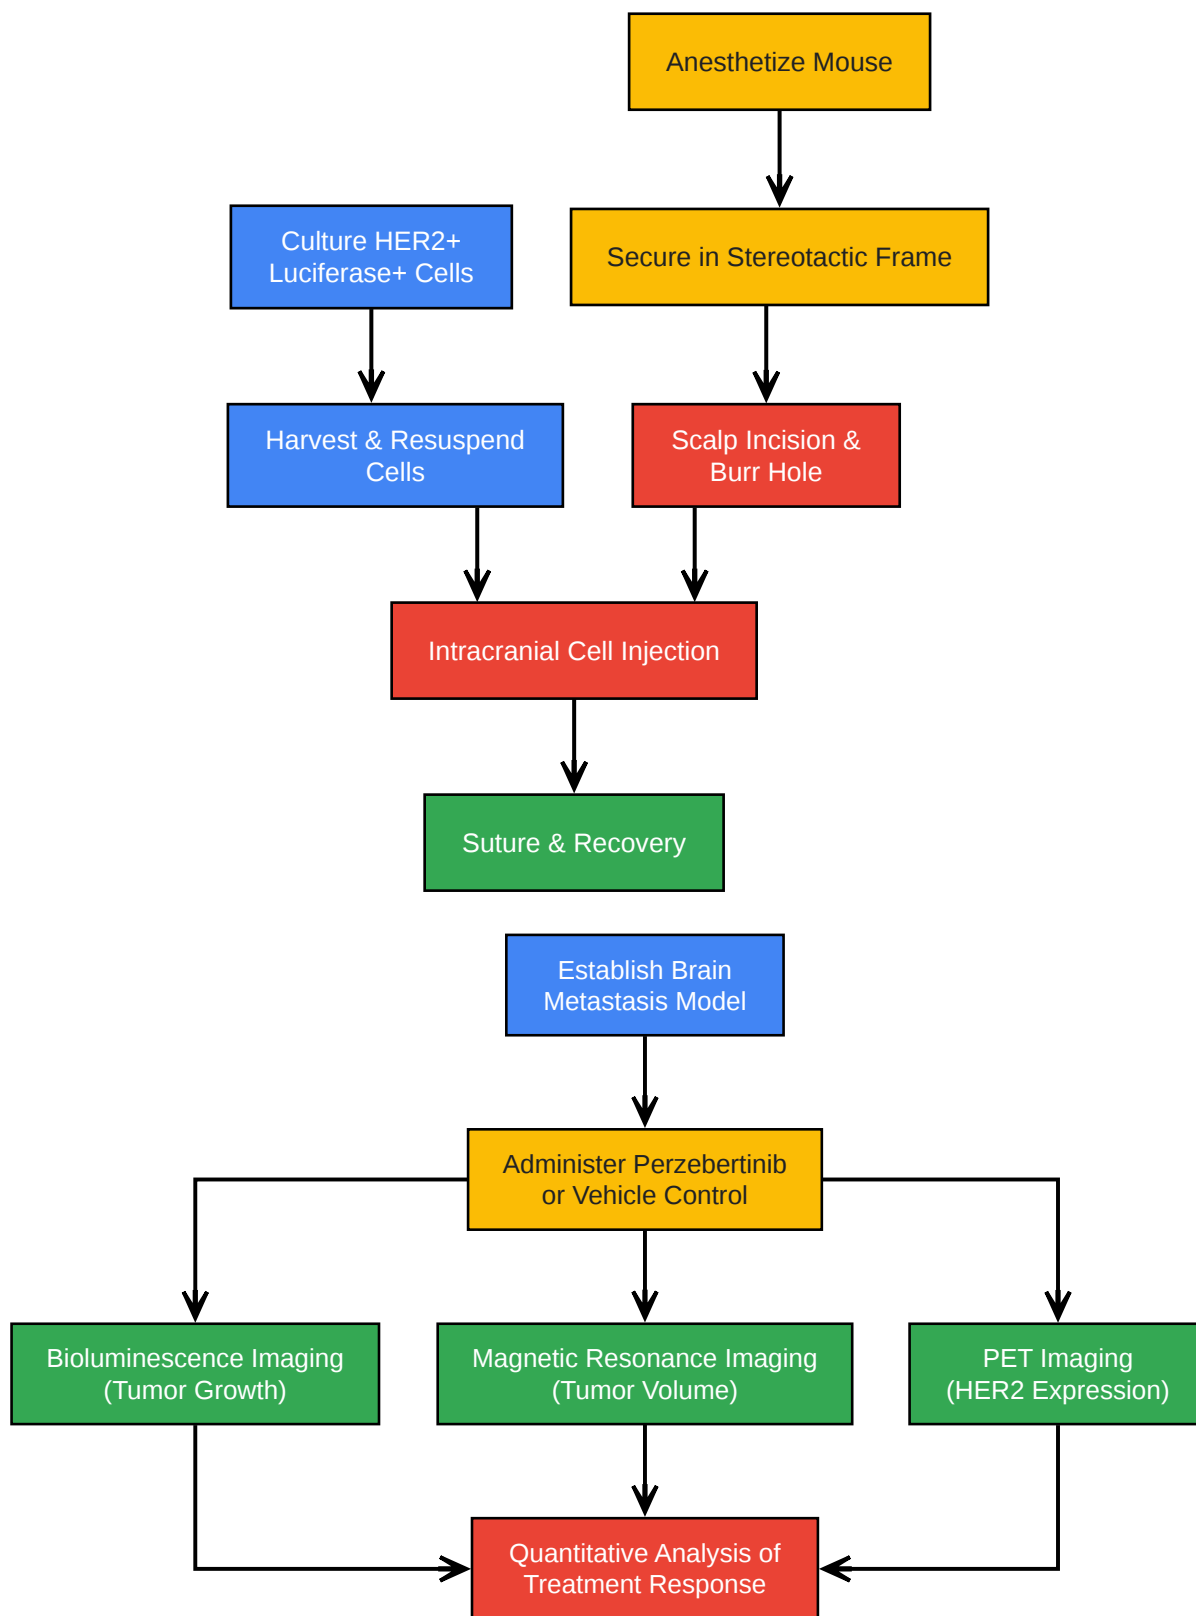 Anesthetize Mouse
Culture HER2+
Luciferase+ Cells
Secure in Stereotactic Frame
Harvest & Resuspend
Cells
Scalp Incision &
Burr Hole
Intracranial Cell Injection
Suture & Recovery
Establish Brain
Metastasis Model
Administer Perzebertinib
or Vehicle Control
Bioluminescence Imaging
(Tumor Growth)
Magnetic Resonance Imaging
(Tumor Volume)
PET Imaging
(HER2 Expression)
Quantitative Analysis of
Treatment Response